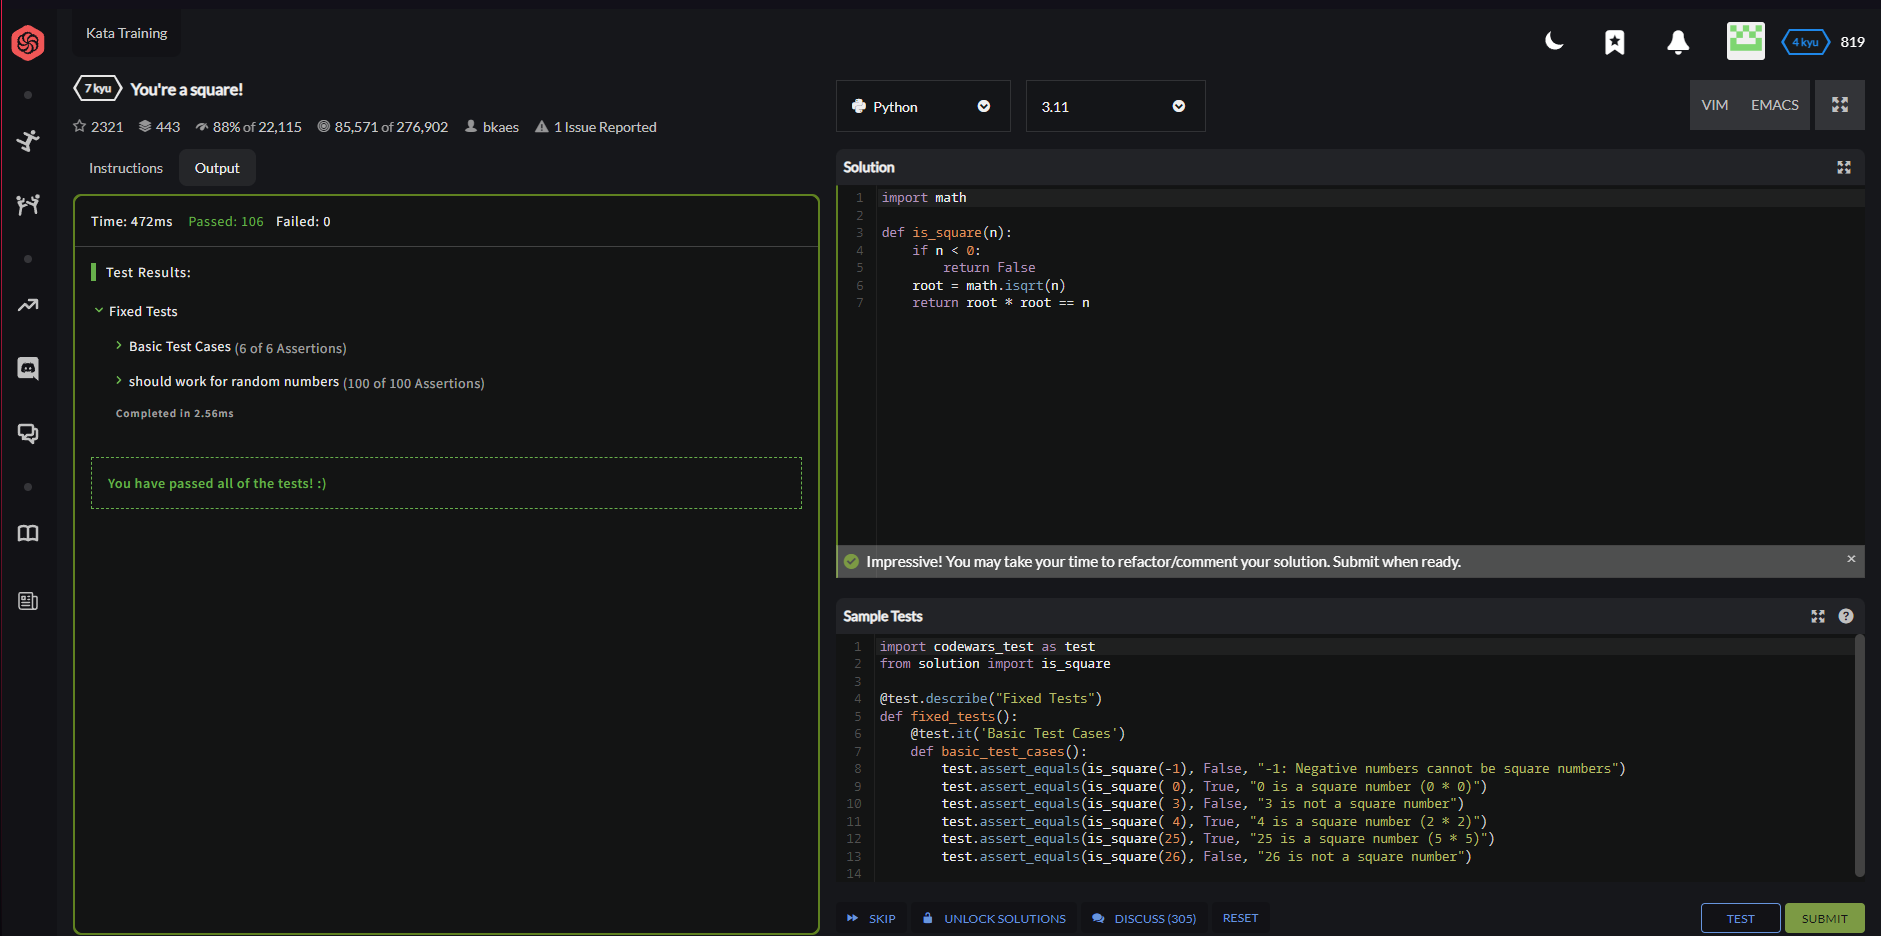 Kata Training
4 kyu 819
7 kyu You're a square!
2321 443 88% of 22,115 85,571 of 276,902 bkaes 1 Issue Reported
Instructions Output
Time: 472ms Passed: 106 Failed: 0
Test Results:
Fixed Tests
Basic Test Cases (6 of 6 Assertions)
should work for random numbers (100 of 100 Assertions)
Completed in 2.56ms
You have passed all of the tests! :)
Python 3.11 VIM EMACS
Solution
1 import math
2
3 def is_square(n):
4     if n < 0:
5         return False
6     root = math.isqrt(n)
7     return root * root == n
Impressive! You may take your time to refactor/comment your solution. Submit when ready. ×
Sample Tests ?
1 import codewars_test as test
2 from solution import is_square
3
4 @test.describe("Fixed Tests")
5 def fixed_tests():
6     @test.it('Basic Test Cases')
7     def basic_test_cases():
8         test.assert_equals(is_square(-1), False, "-1: Negative numbers cannot be square numbers")
9         test.assert_equals(is_square( 0), True, "0 is a square number (0 * 0)")
10         test.assert_equals(is_square( 3), False, "3 is not a square number")
11         test.assert_equals(is_square( 4), True, "4 is a square number (2 * 2)")
12         test.assert_equals(is_square(25), True, "25 is a square number (5 * 5)")
13         test.assert_equals(is_square(26), False, "26 is not a square number")
14
SKIP UNLOCK SOLUTIONS DISCUSS (305) RESET TEST SUBMIT